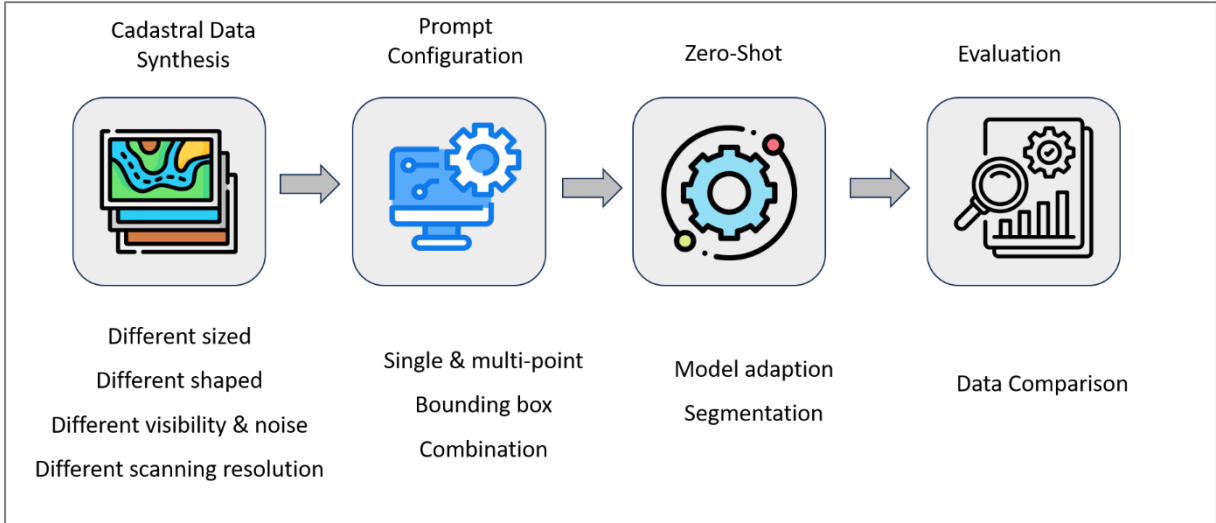 Cadastral Data
Synthesis
Prompt
Configuration
Zero-Shot
Evaluation
Different sized
Different shaped
Different visibility & noise
Different scanning resolution
Single & multi-point
Bounding box
Combination
Model adaption
Segmentation
Data Comparison